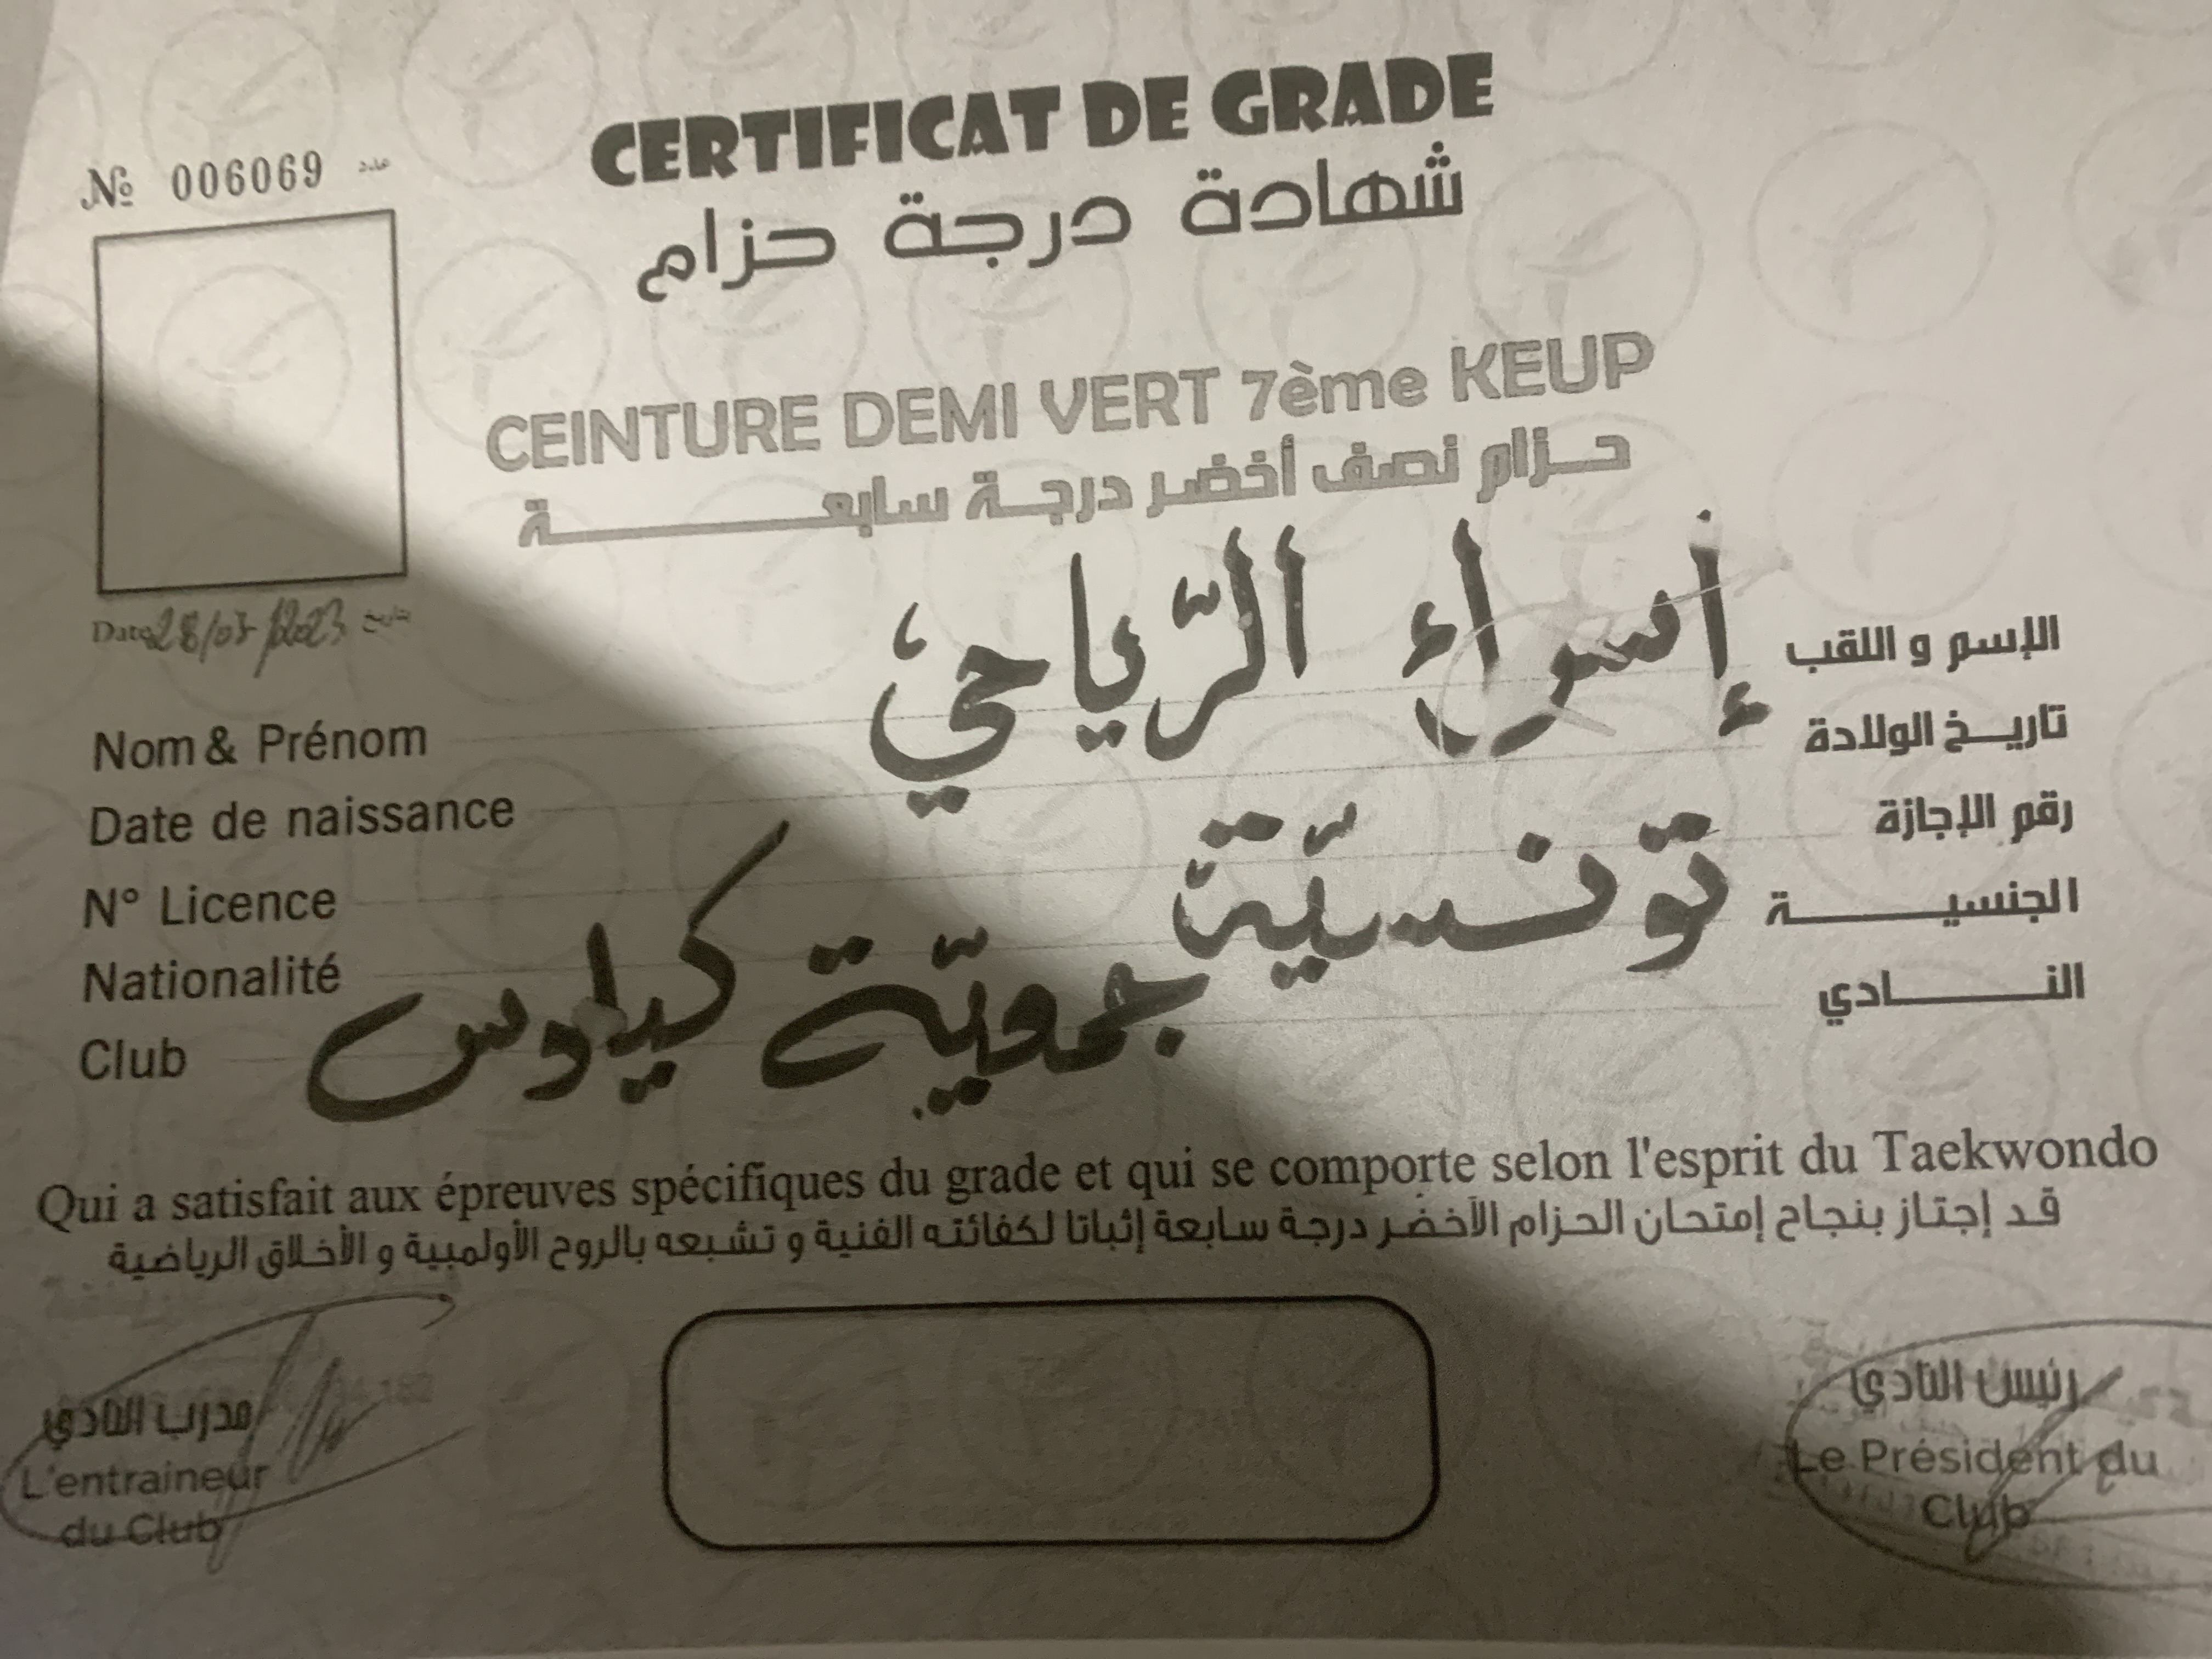 CERTIFICAT DE GRADE
№ 006069 عدد
شهادة درجة حزام
CEINTURE DEMI VERT 7ème KEUP
حزام نصف أخضر درجة سابعة
Date 28/07/2023 تاريخ
إسراء الرّياحي
Nom & Prénom الإسم و اللقب
Date de naissance تاريخ الولادة
N° Licence رقم الإجازة
Nationalité تونسيّة الجنسية
Club جمعيّة كيلوس النادي
Qui a satisfait aux épreuves spécifiques du grade et qui se comporte selon l'esprit du Taekwondo
قد إجتاز بنجاح إمتحان الحزام الأخضر درجة سابعة إثباتا لكفائته الفنية و تشبعه بالروح الأولمبية و الأخلاق الرياضية
مدرب النادي
L'entraineur
du Club
رئيس النادي
Le Président du
Club